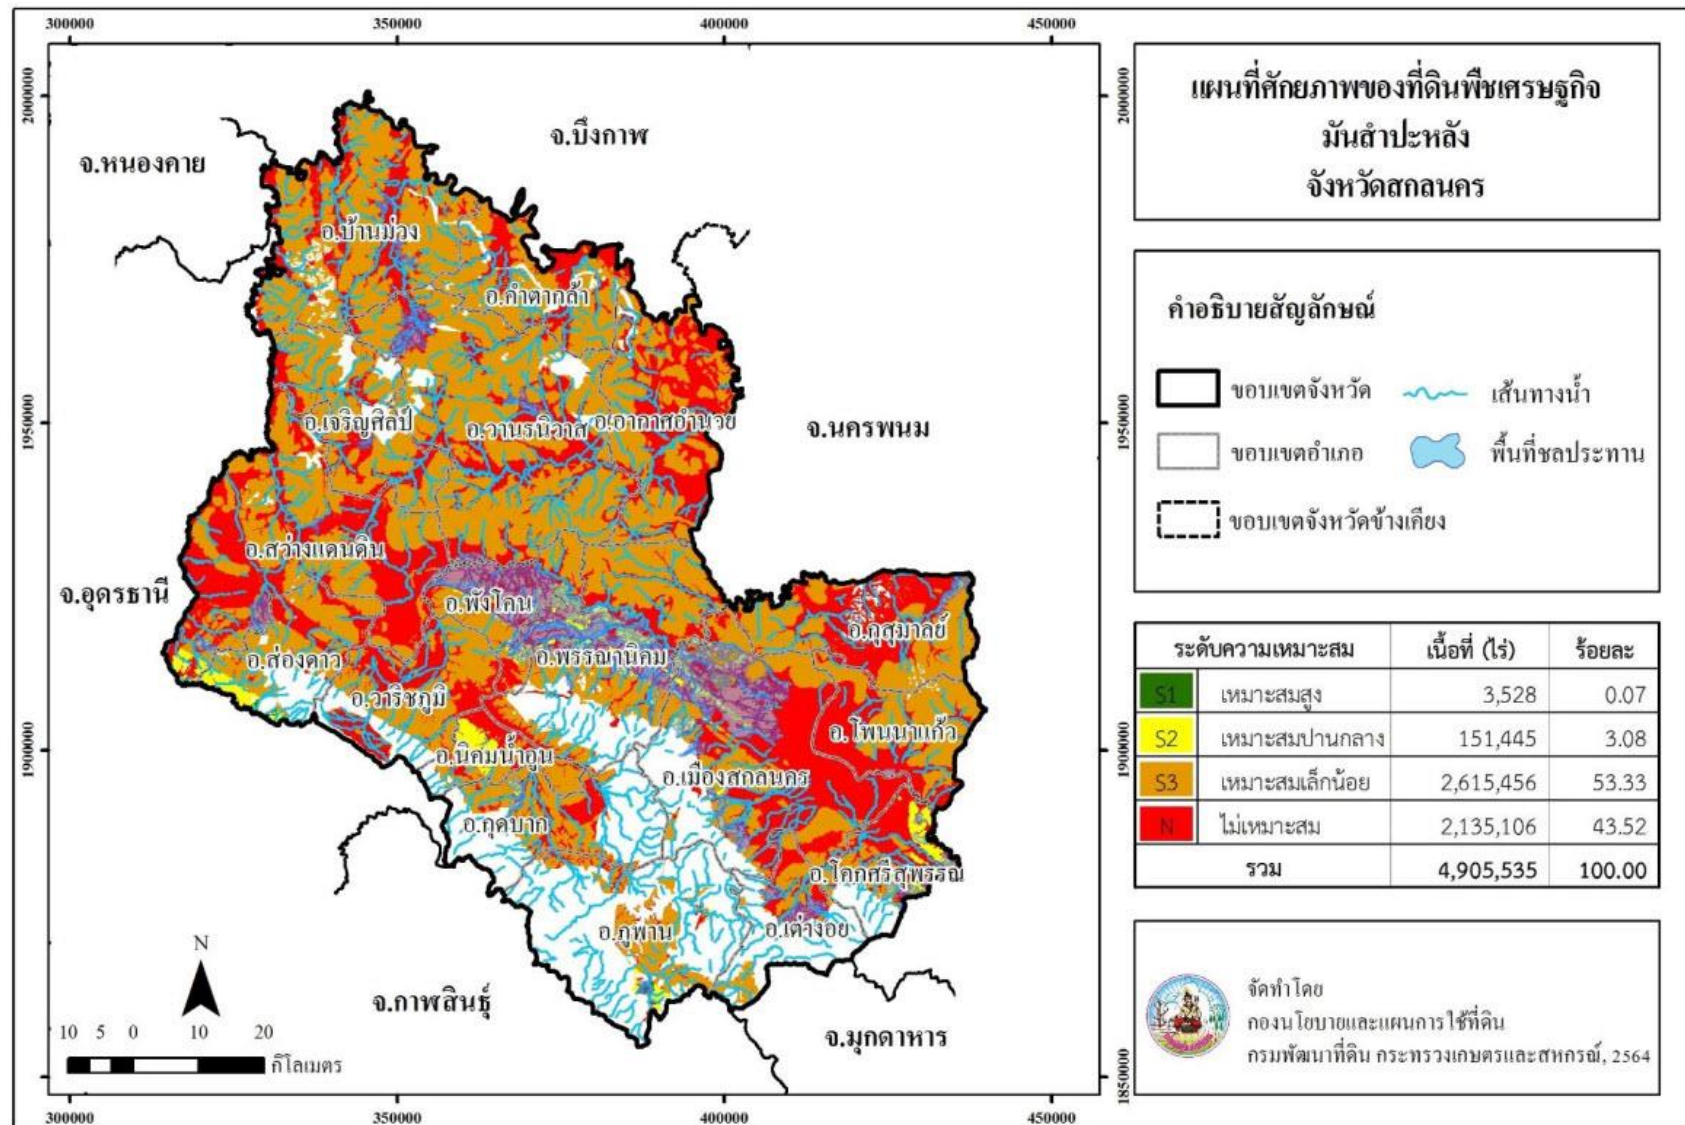 300000 350000 400000 450000
2000000 2000000
1950000 1950000
1900000 1900000
1850000
300000 350000 400000 450000
จ.บึงกาฬ
จ.หนองคาย
อ.บ้านม่วง
อ.คำตากล้า
อ.เจริญศิลป์
อ.วานรนิวาส
อ.อากาศอำนวย
จ.นครพนม
อ.สว่างแดนดิน
จ.อุดรธานี
อ.พังโคน
อ.กุสุมาลย์
อ.ส่องดาว
อ.พรรณานิคม
อ.วาริชภูมิ
อ.โพนนาแก้ว
อ.นิคมน้ำอูน
อ.เมืองสกลนคร
อ.กุดบาก
อ.โคกศรีสุพรรณ
อ.ภูพาน
อ.เต่างอย
จ.กาฬสินธุ์
จ.มุกดาหาร
N
10 5 0 10 20
กิโลเมตร
แผนที่ศักยภาพของที่ดินพืชเศรษฐกิจ
มันสำปะหลัง
จังหวัดสกลนคร
คำอธิบายสัญลักษณ์
ขอบเขตจังหวัด เส้นทางน้ำ
ขอบเขตอำเภอ พื้นที่ชลประทาน
ขอบเขตจังหวัดข้างเคียง
ระดับความเหมาะสม เนื้อที่ (ไร่) ร้อยละ
S1 เหมาะสมสูง 3,528 0.07
S2 เหมาะสมปานกลาง 151,445 3.08
S3 เหมาะสมเล็กน้อย 2,615,456 53.33
N ไม่เหมาะสม 2,135,106 43.52
รวม 4,905,535 100.00
จัดทำโดย
กองนโยบายและแผนการใช้ที่ดิน
กรมพัฒนาที่ดิน กระทรวงเกษตรและสหกรณ์, 2564